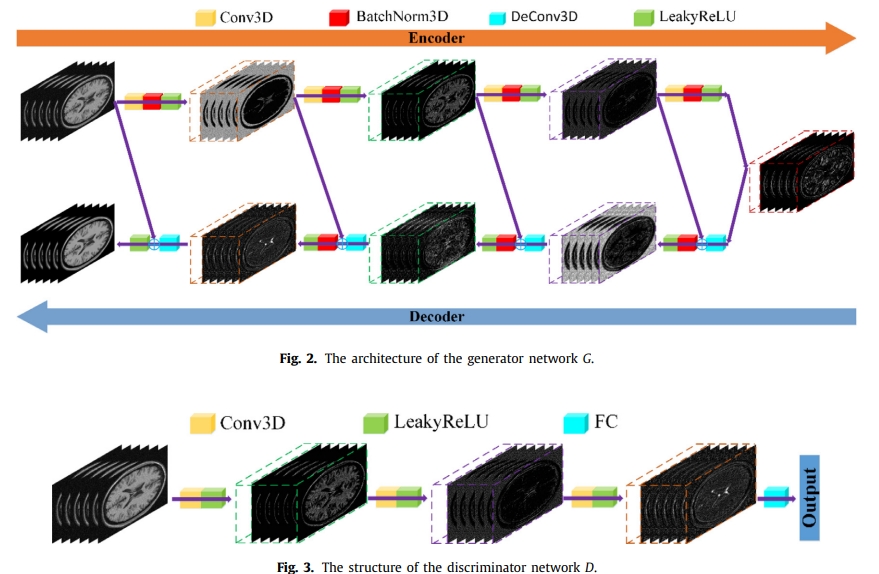 Conv3D BatchNorm3D DeConv3D LeakyReLU
Encoder
Decoder
Fig. 2. The architecture of the generator network G.
Conv3D LeakyReLU FC
Output
Fig. 3. The structure of the discriminator network D.